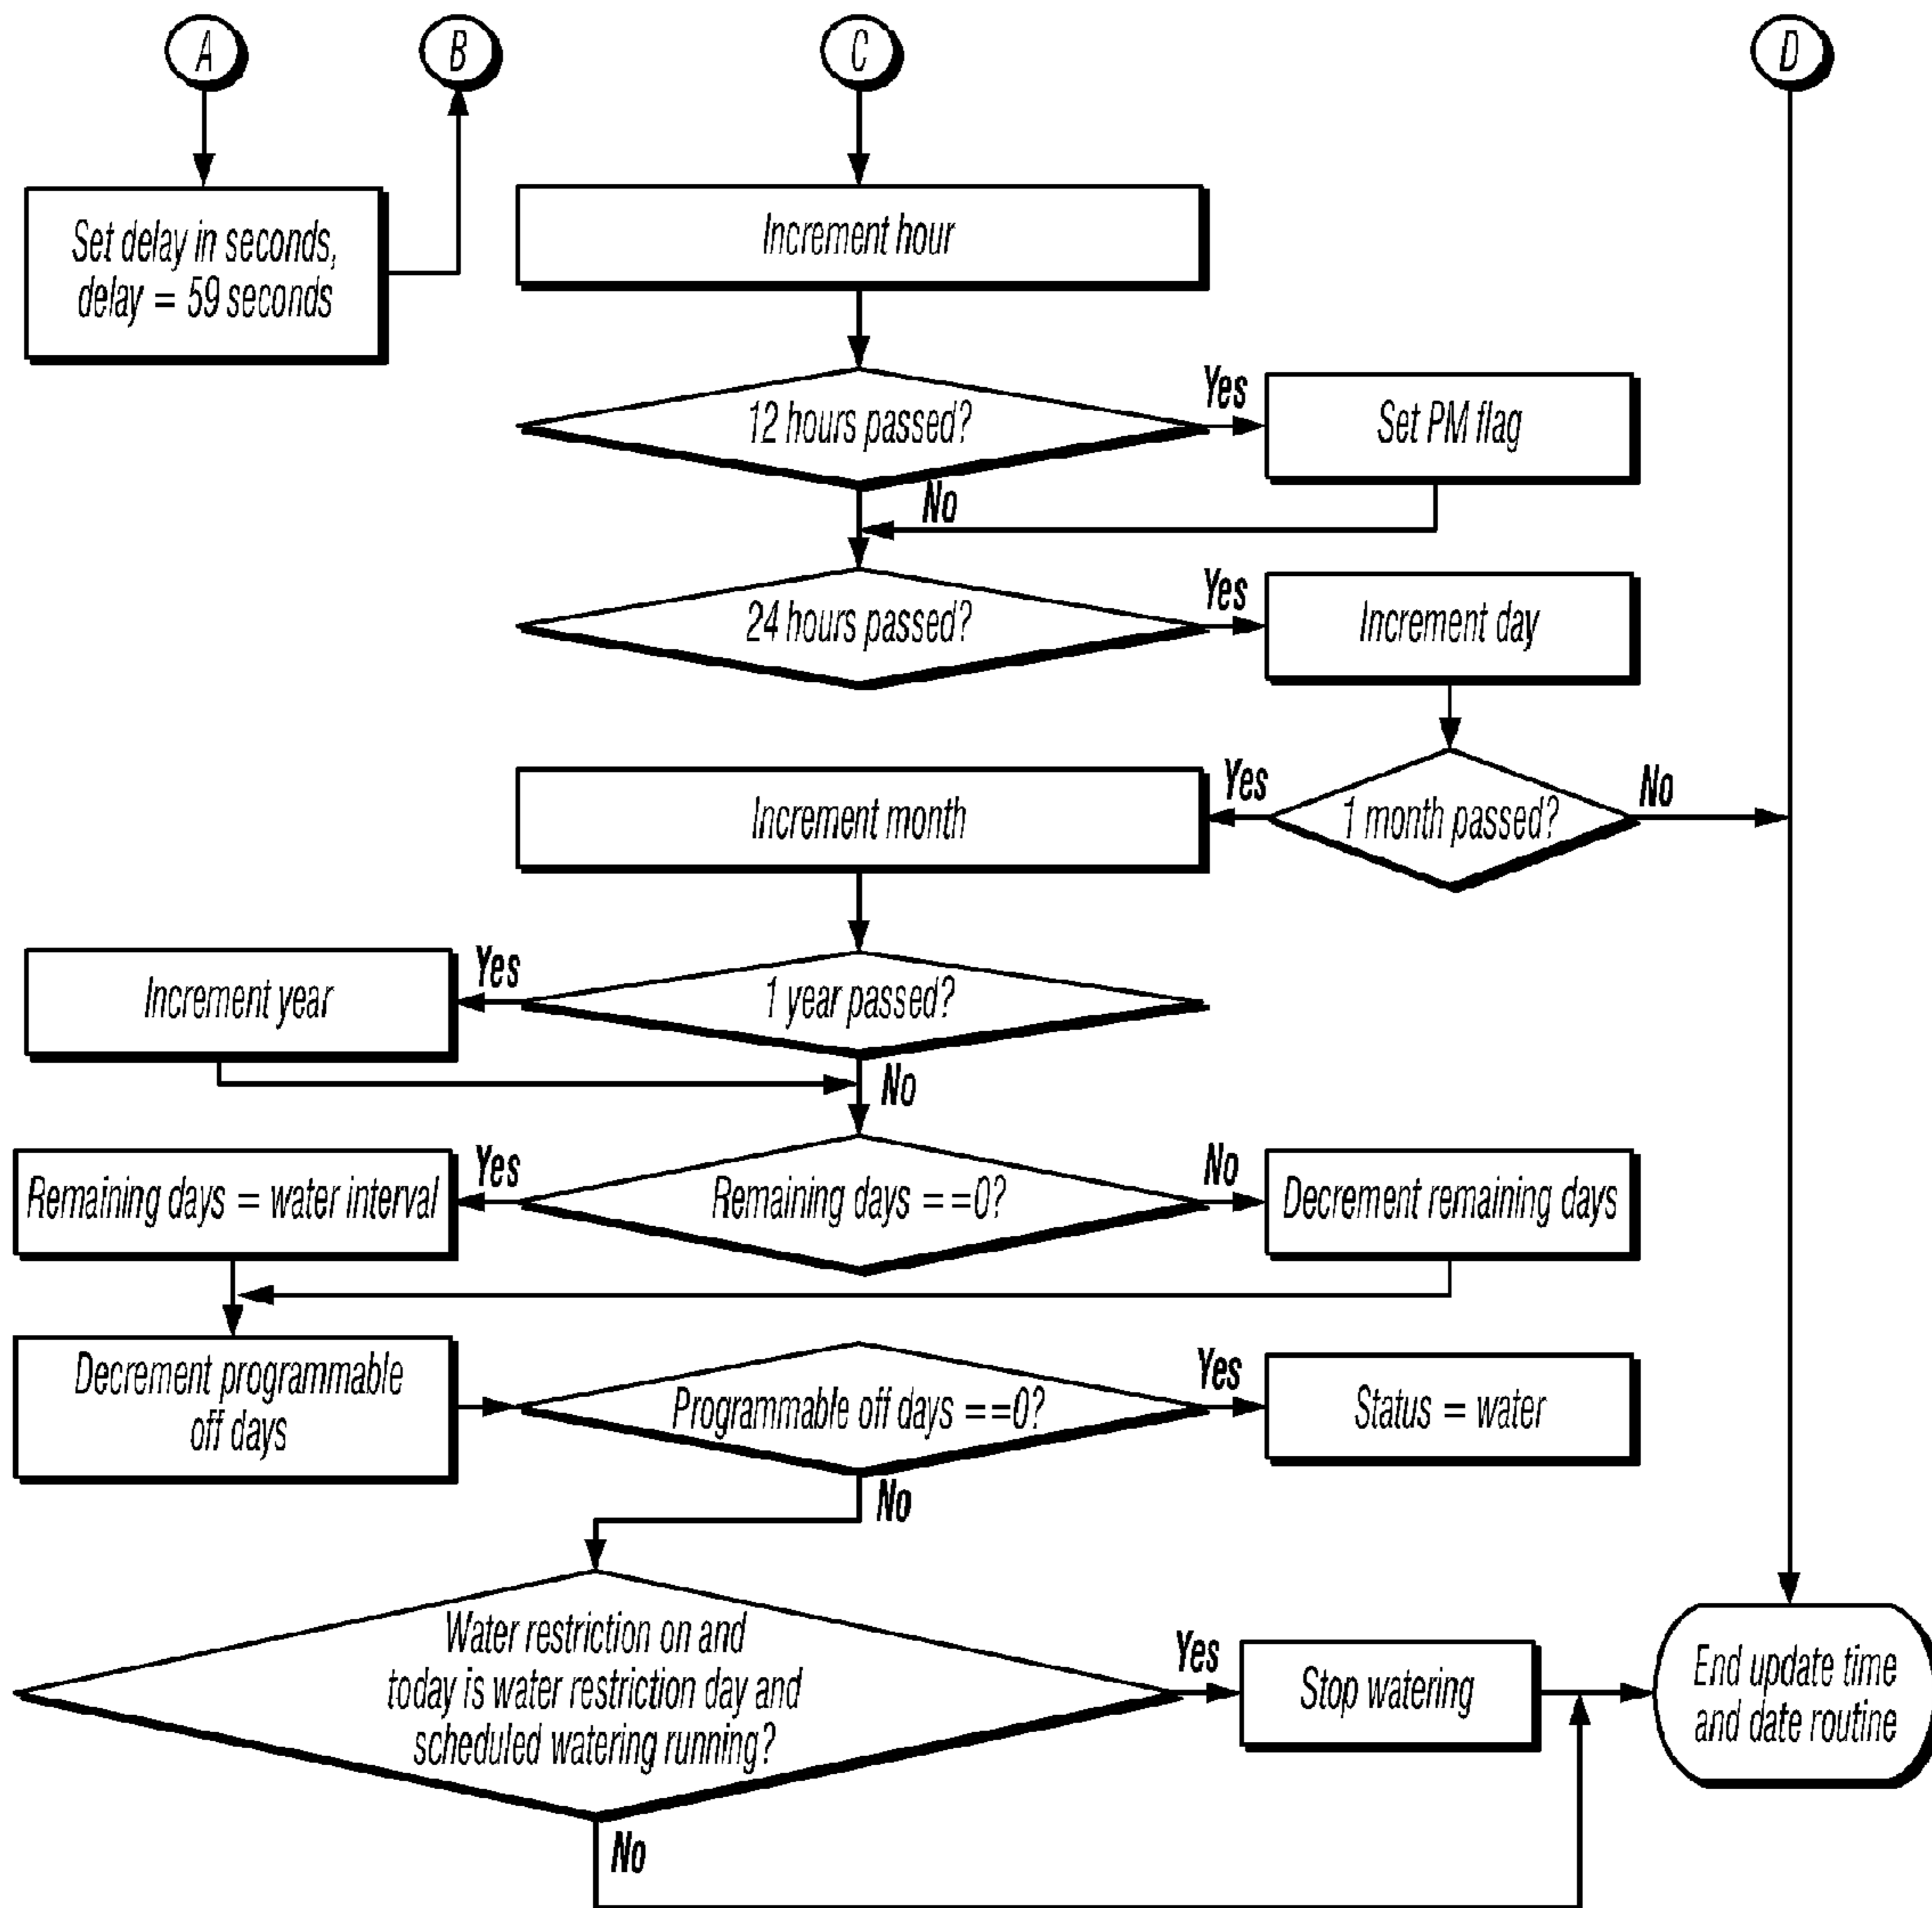 A
B
C
D
Set delay in seconds,
delay = 59 seconds
Increment hour
12 hours passed?
Yes
Set PM flag
No
24 hours passed?
Yes
Increment day
Increment month
Yes
1 month passed?
No
Increment year
Yes
1 year passed?
No
Remaining days = water interval
Yes
Remaining days ==0?
No
Decrement remaining days
Decrement programmable
off days
Programmable off days ==0?
Yes
Status = water
No
Water restriction on and
today is water restriction day and
scheduled watering running?
Yes
Stop watering
End update time
and date routine
No